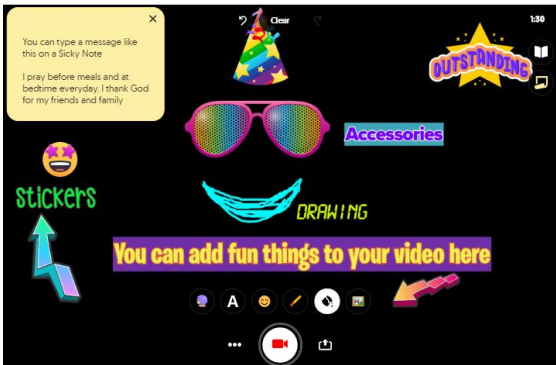 Clear
1:30
You can type a message like
this on a Sicky Note
I pray before meals and at
bedtime everyday. I thank God
for my friends and family
OUTSTANDING
Accessories
stickers
DRAWING
You can add fun things to your video here
A